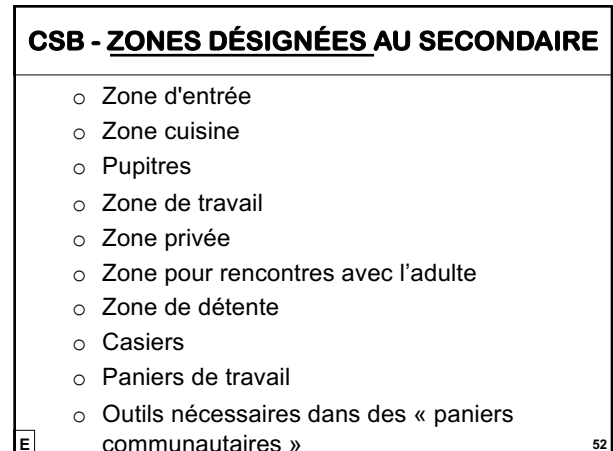 CSB - ZONES DÉSIGNÉES AU SECONDAIRE
○ Zone d'entrée
○ Zone cuisine
○ Pupitres
○ Zone de travail
○ Zone privée
○ Zone pour rencontres avec l’adulte
○ Zone de détente
○ Casiers
○ Paniers de travail
○ Outils nécessaires dans des « paniers
communautaires »
E
52